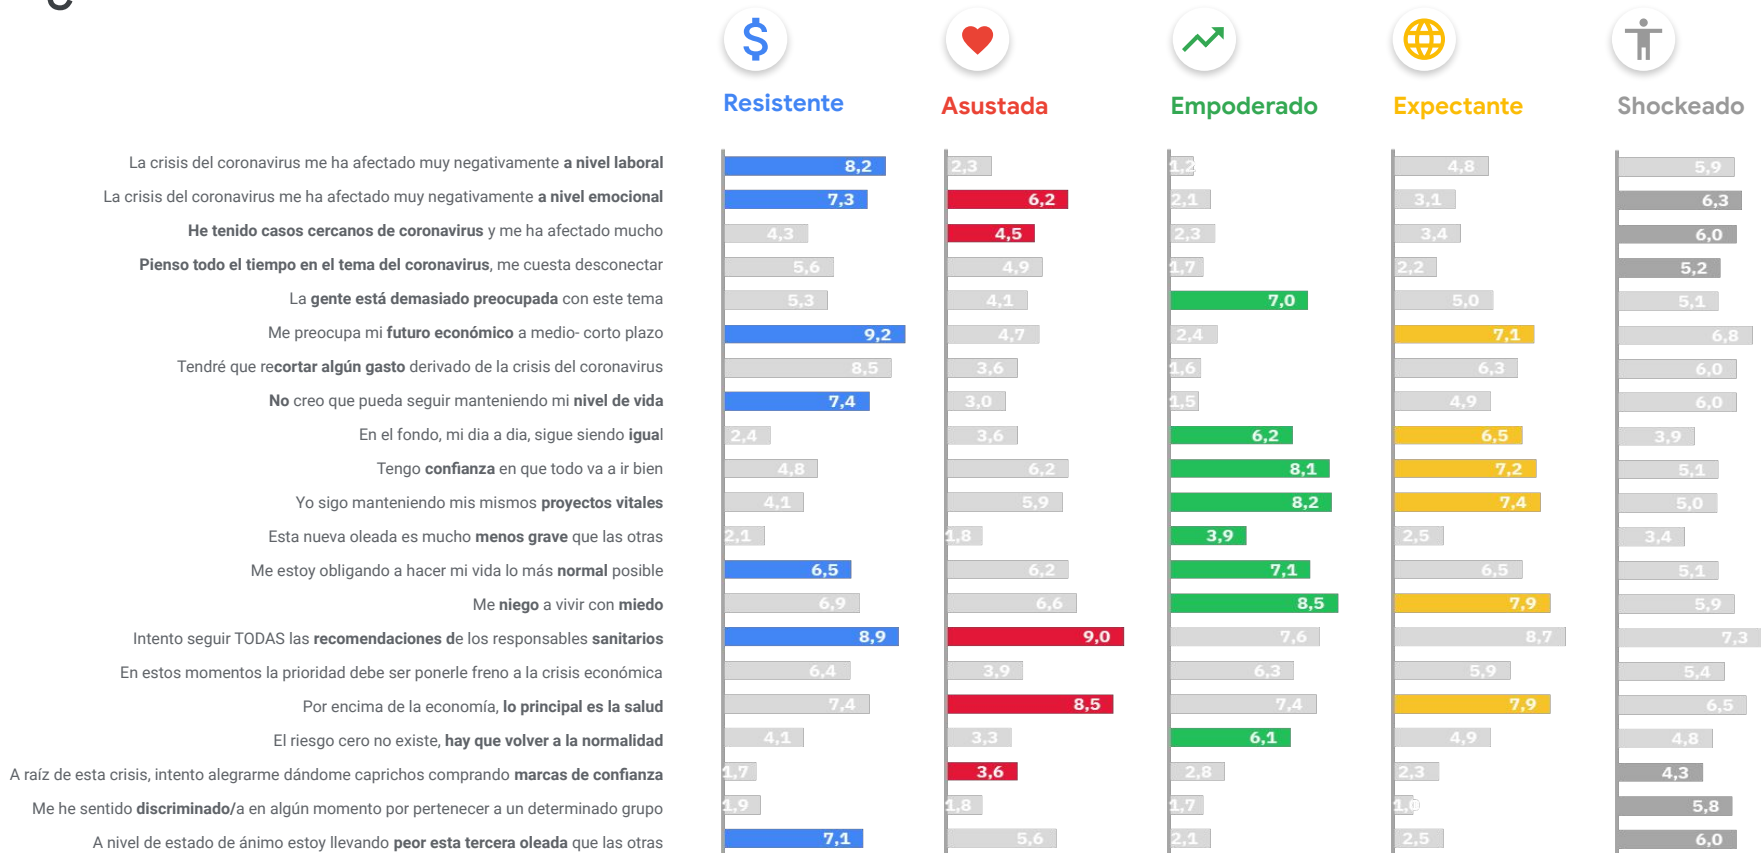 Resistente Asustada Empoderado Expectante Shockeado
La crisis del coronavirus me ha afectado muy negativamente a nivel laboral 8,2 2,3 1,2 4,8 5,9
La crisis del coronavirus me ha afectado muy negativamente a nivel emocional 7,3 6,2 2,1 3,1 6,3
He tenido casos cercanos de coronavirus y me ha afectado mucho 4,3 4,5 2,3 3,4 6,0
Pienso todo el tiempo en el tema del coronavirus, me cuesta desconectar 5,6 4,9 1,7 2,2 5,2
La gente está demasiado preocupada con este tema 5,3 4,1 7,0 5,0 5,1
Me preocupa mi futuro económico a medio- corto plazo 9,2 4,7 2,4 7,1 6,8
Tendré que recortar algún gasto derivado de la crisis del coronavirus 8,5 3,6 1,6 6,3 6,0
No creo que pueda seguir manteniendo mi nivel de vida 7,4 3,0 1,5 4,9 6,0
En el fondo, mi dia a dia, sigue siendo igual 2,4 3,6 6,2 6,5 3,9
Tengo confianza en que todo va a ir bien 4,8 6,2 8,1 7,2 5,1
Yo sigo manteniendo mis mismos proyectos vitales 4,1 5,9 8,2 7,4 5,0
Esta nueva oleada es mucho menos grave que las otras 2,1 1,8 3,9 2,5 3,4
Me estoy obligando a hacer mi vida lo más normal posible 6,5 6,2 7,1 6,5 5,1
Me niego a vivir con miedo 6,9 6,6 8,5 7,9 5,9
Intento seguir TODAS las recomendaciones de los responsables sanitarios 8,9 9,0 7,6 8,7 7,3
En estos momentos la prioridad debe ser ponerle freno a la crisis económica 6,4 3,9 6,3 5,9 5,4
Por encima de la economía, lo principal es la salud 7,4 8,5 7,4 7,9 6,5
El riesgo cero no existe, hay que volver a la normalidad 4,1 3,3 6,1 4,9 4,8
A raíz de esta crisis, intento alegrarme dándome caprichos comprando marcas de confianza 1,7 3,6 2,8 2,3 4,3
Me he sentido discriminado/a en algún momento por pertenecer a un determinado grupo 1,9 1,8 1,7 1,0 5,8
A nivel de estado de ánimo estoy llevando peor esta tercera oleada que las otras 7,1 5,6 2,1 2,5 6,0